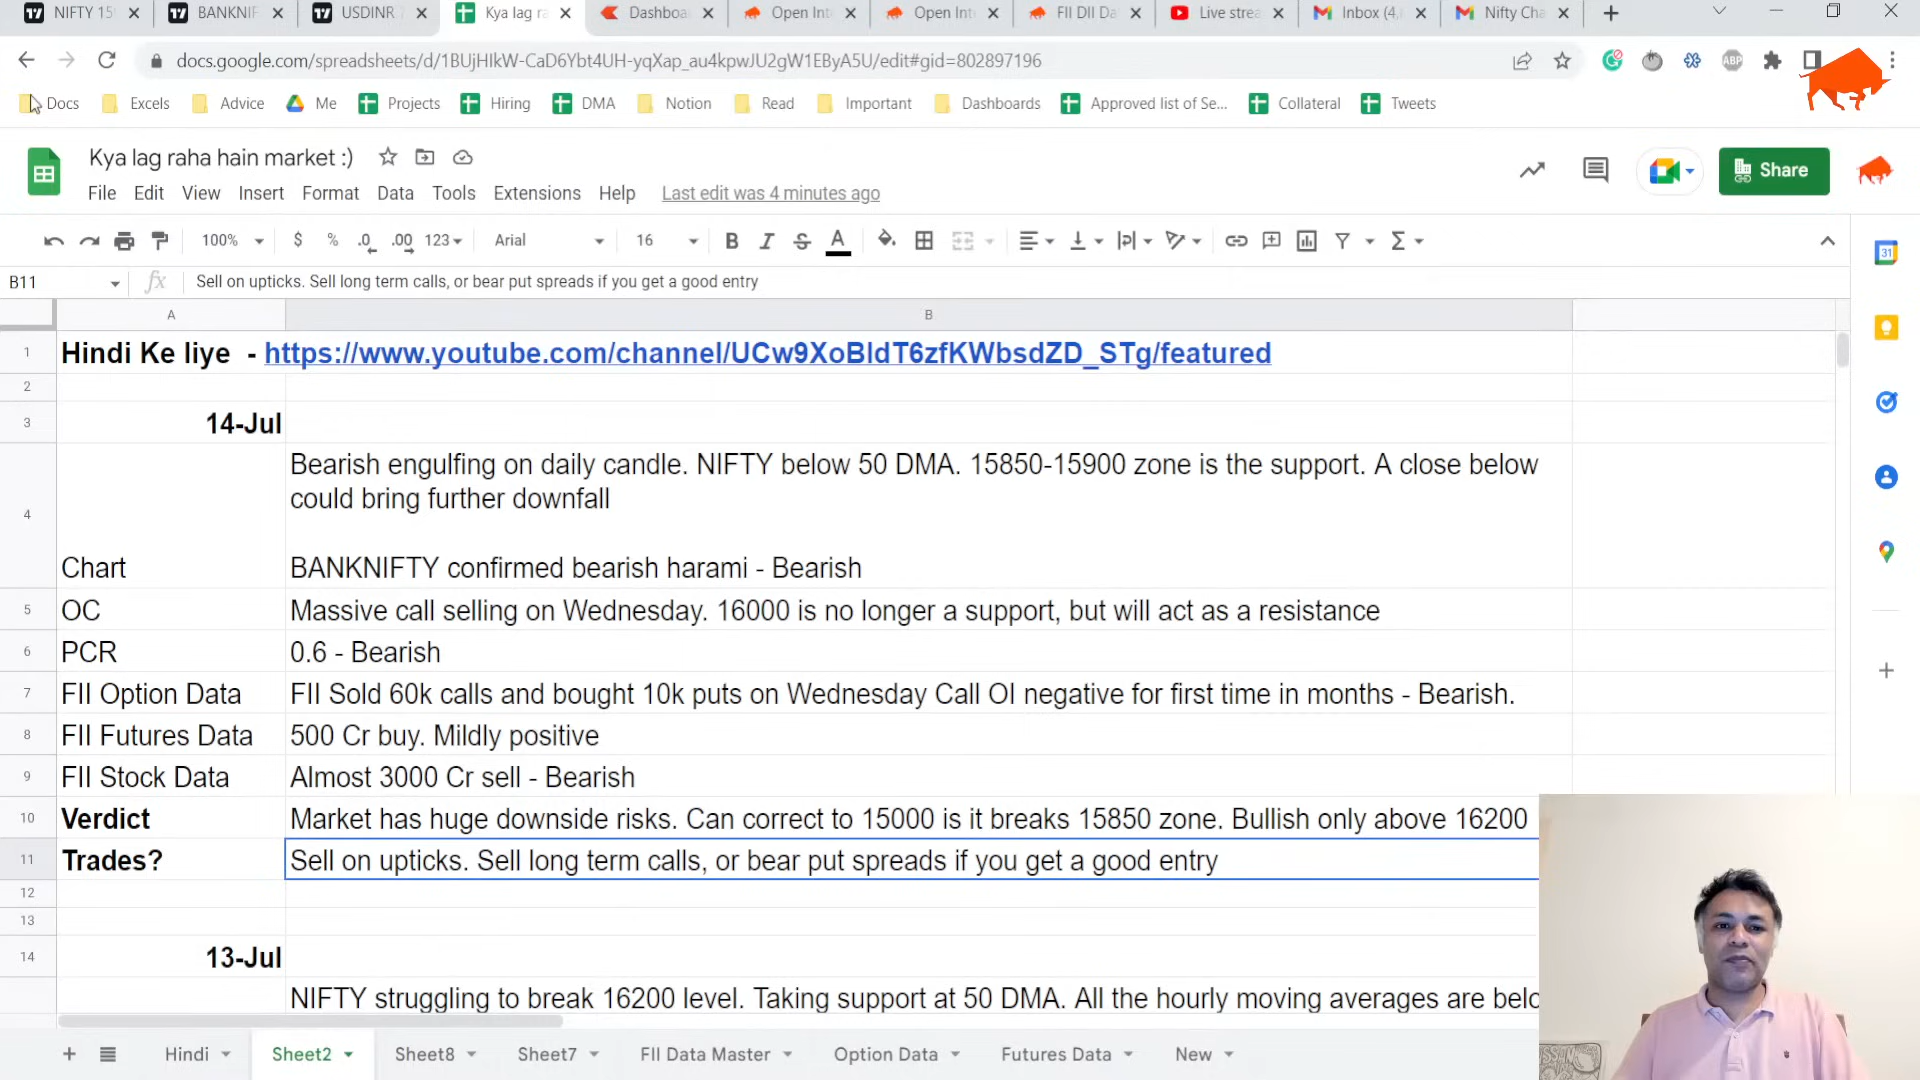 NIFTY 15
BANKNIF
USDINR
Kya lag ra
Dashboa
Open Int
Open Int
FII DII Da
Live strea
Inbox (4,
Nifty Cha
docs.google.com/spreadsheets/d/1BUjHIkW-CaD6Ybt4UH-yqXap_au4kpwJU2gW1EByA5U/edit#gid=802897196
Docs
Excels
Advice
Me
Projects
Hiring
DMA
Notion
Read
Important
Dashboards
Approved list of Se...
Collateral
Tweets
Kya lag raha hain market :)
File Edit View Insert Format Data Tools Extensions Help Last edit was 4 minutes ago
Share
100% $ % .0 .00 123 Arial 16 B I S A
B11
fx
Sell on upticks. Sell long term calls, or bear put spreads if you get a good entry
A B
1 Hindi Ke liye - https://www.youtube.com/channel/UCw9XoBIdT6zfKWbsdZD_STg/featured
2
3 14-Jul
Bearish engulfing on daily candle. NIFTY below 50 DMA. 15850-15900 zone is the support. A close below
could bring further downfall
4
Chart BANKNIFTY confirmed bearish harami - Bearish
5 OC Massive call selling on Wednesday. 16000 is no longer a support, but will act as a resistance
6 PCR 0.6 - Bearish
7 FII Option Data FII Sold 60k calls and bought 10k puts on Wednesday Call OI negative for first time in months - Bearish.
8 FII Futures Data 500 Cr buy. Mildly positive
9 FII Stock Data Almost 3000 Cr sell - Bearish
10 Verdict Market has huge downside risks. Can correct to 15000 is it breaks 15850 zone. Bullish only above 16200
11 Trades? Sell on upticks. Sell long term calls, or bear put spreads if you get a good entry
12
13
14 13-Jul
NIFTY struggling to break 16200 level. Taking support at 50 DMA. All the hourly moving averages are belo
Hindi Sheet2 Sheet8 Sheet7 FII Data Master Option Data Futures Data New
31
ABP